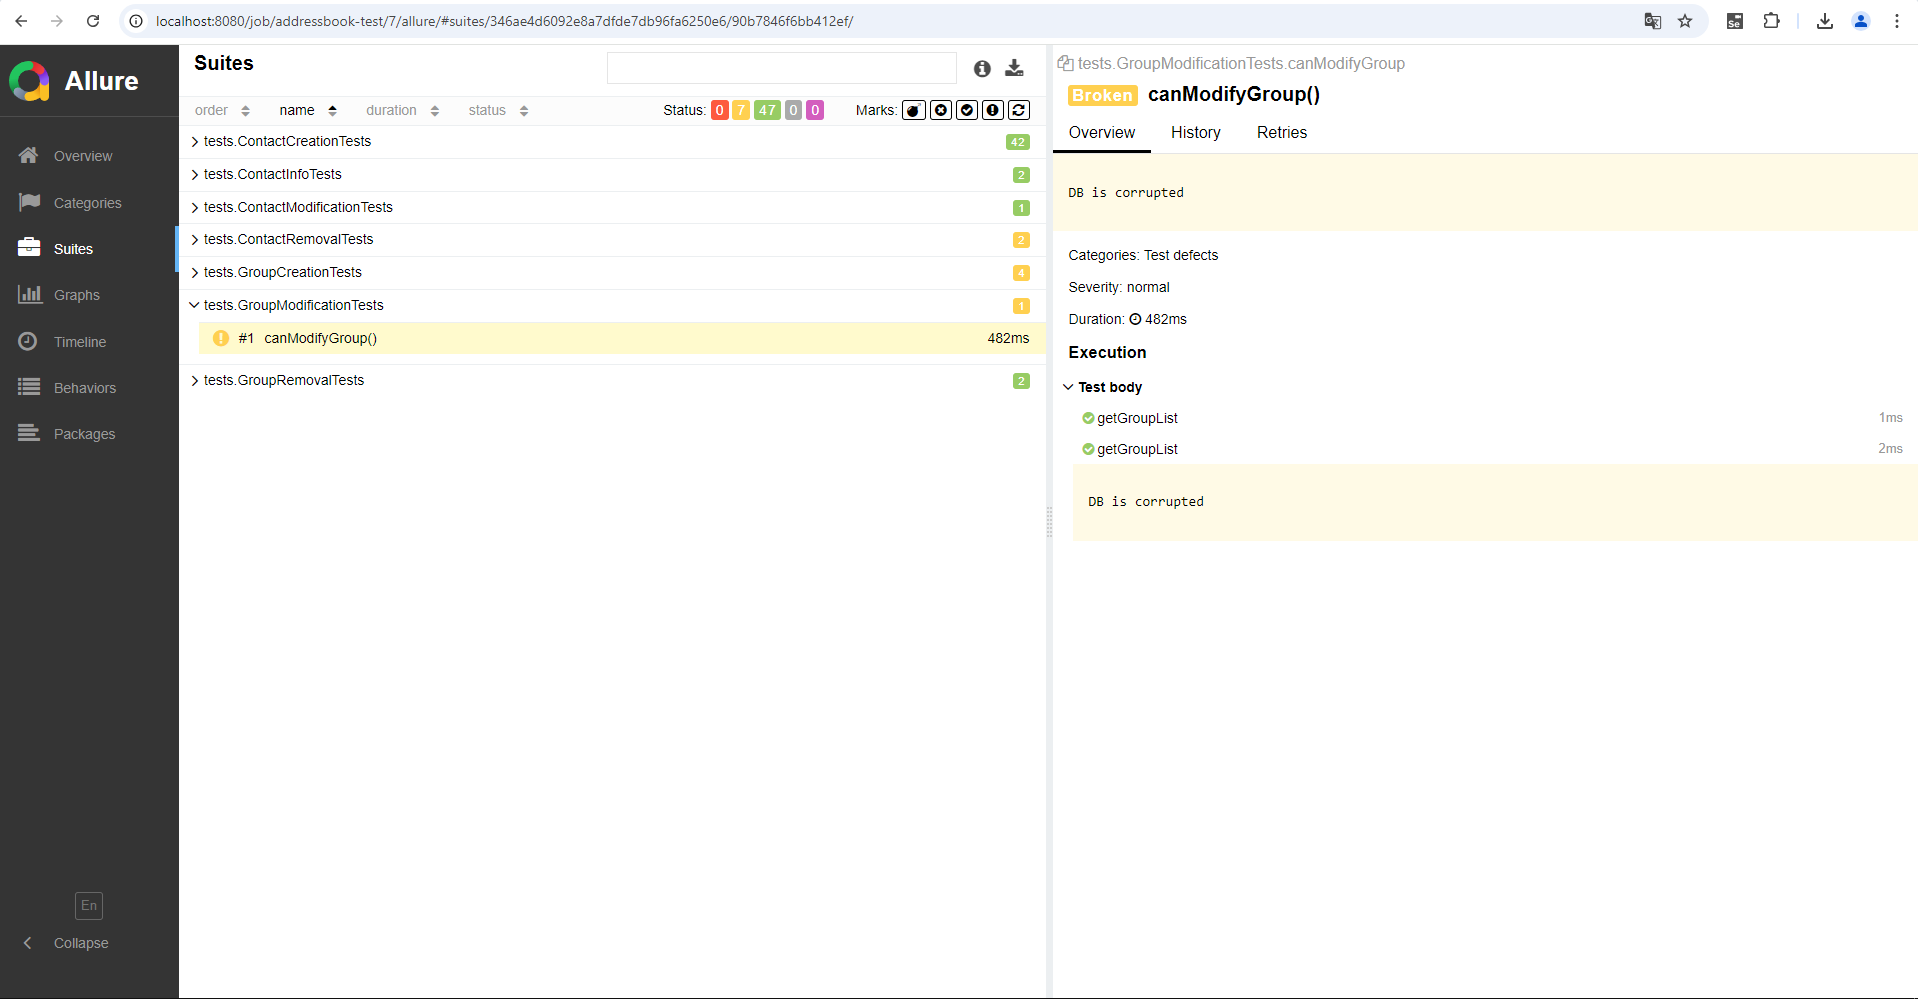 localhost:8080/job/addressbook-test/7/allure/#suites/346ae4d6092e8a7dfde7db96fa6250e6/90b7846f6bb412ef/
Allure
Overview
Categories
Suites
Graphs
Timeline
Behaviors
Packages
En
Collapse
Suites
order name duration status Status: 0 7 47 0 0 Marks:
tests.ContactCreationTests 42
tests.ContactInfoTests 2
tests.ContactModificationTests 1
tests.ContactRemovalTests 2
tests.GroupCreationTests 4
tests.GroupModificationTests 1
#1 canModifyGroup() 482ms
tests.GroupRemovalTests 2
tests.GroupModificationTests.canModifyGroup
Broken canModifyGroup()
Overview History Retries
DB is corrupted
Categories: Test defects
Severity: normal
Duration: 482ms
Execution
Test body
getGroupList 1ms
getGroupList 2ms
DB is corrupted